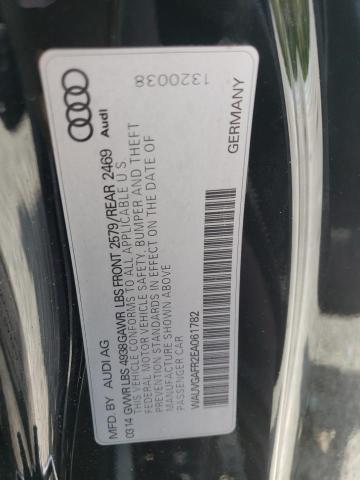 1320038
Audi
GERMANY
MFD. BY AUDI AG
03 14 GVWR LBS 4938 GAWR LBS FRONT 2579/REAR 2469
THIS VEHICLE CONFORMS TO ALL APPLICABLE U S
FEDERAL MOTOR VEHICLE SAFETY, BUMPER AND THEFT
PREVENTION STANDARDS IN EFFECT ON THE DATE OF
MANUFACTURE SHOWN ABOVE
PASSENGER CAR
WAUVGAFR2EA061782